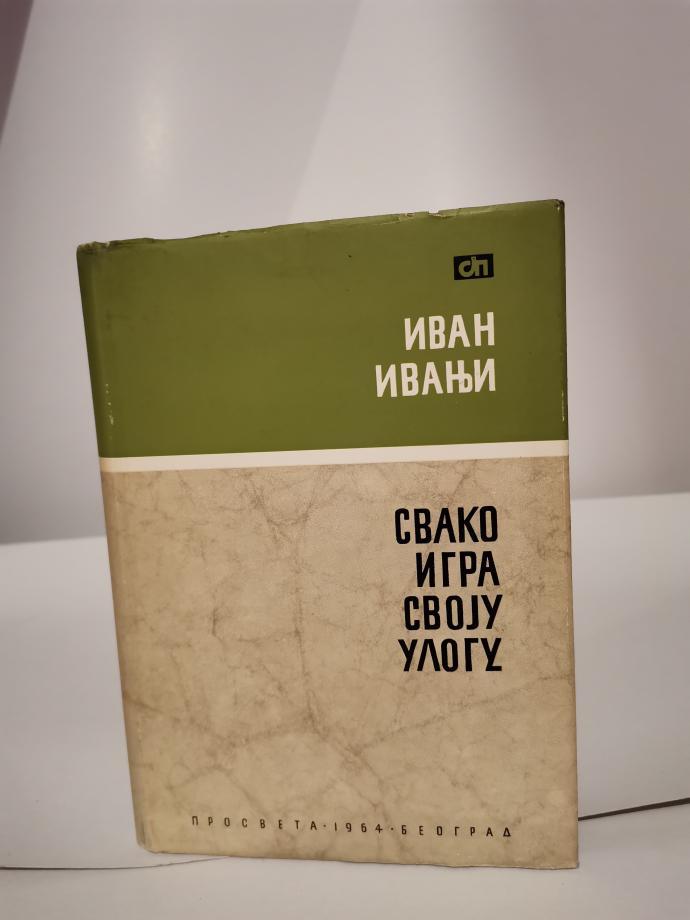 СП
ИВАН
ИВАЊИ
СВАКО
ИГРА
СВОЈУ
УЛОГУ
ПРОСВЕТА·1964·БЕОГРАД